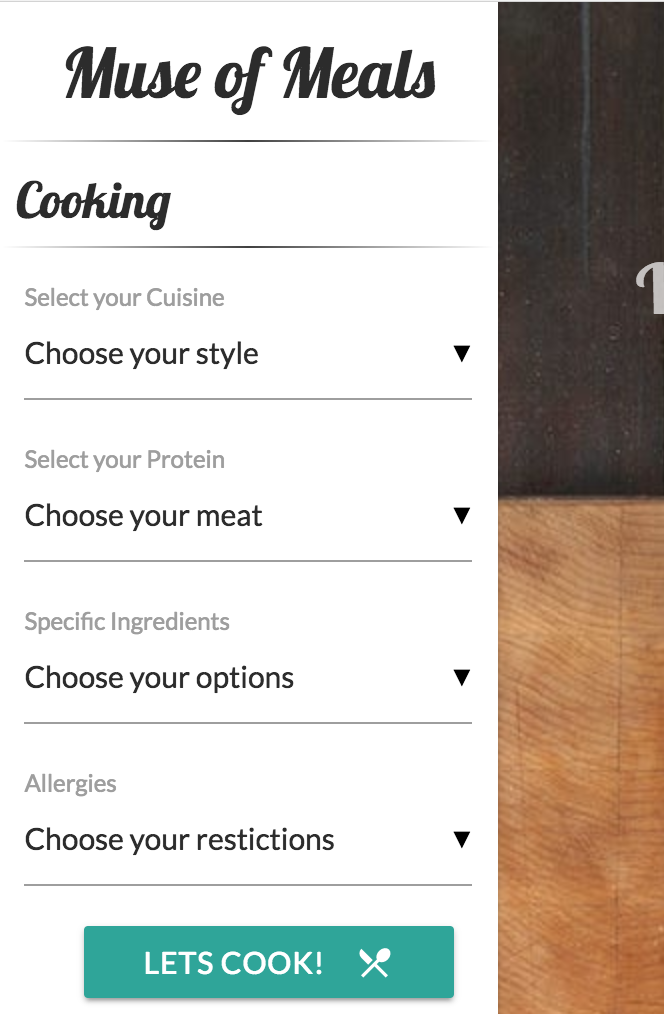 Muse of Meals
Cooking
Select your Cuisine
Choose your style
Select your Protein
Choose your meat
Specific Ingredients
Choose your options
Allergies
Choose your restictions
LETS COOK!